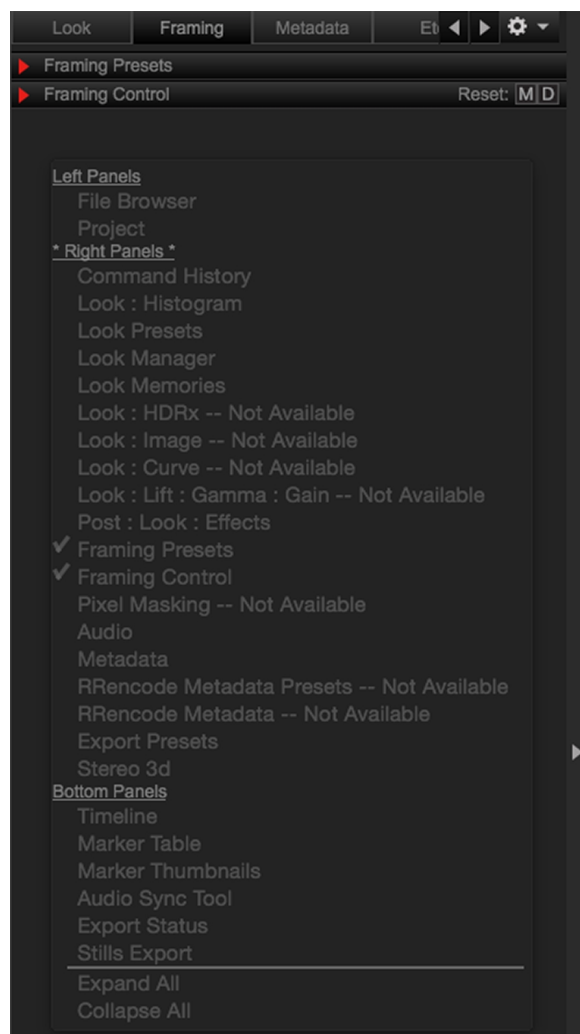 Look Framing Metadata Et
Framing Presets
Framing Control Reset: M D
Left Panels
File Browser
Project
* Right Panels *
Command History
Look : Histogram
Look Presets
Look Manager
Look Memories
Look : HDRx -- Not Available
Look : Image -- Not Available
Look : Curve -- Not Available
Look : Lift : Gamma : Gain -- Not Available
Post : Look : Effects
Framing Presets
Framing Control
Pixel Masking -- Not Available
Audio
Metadata
RRencode Metadata Presets -- Not Available
RRencode Metadata -- Not Available
Export Presets
Stereo 3d
Bottom Panels
Timeline
Marker Table
Marker Thumbnails
Audio Sync Tool
Export Status
Stills Export
Expand All
Collapse All